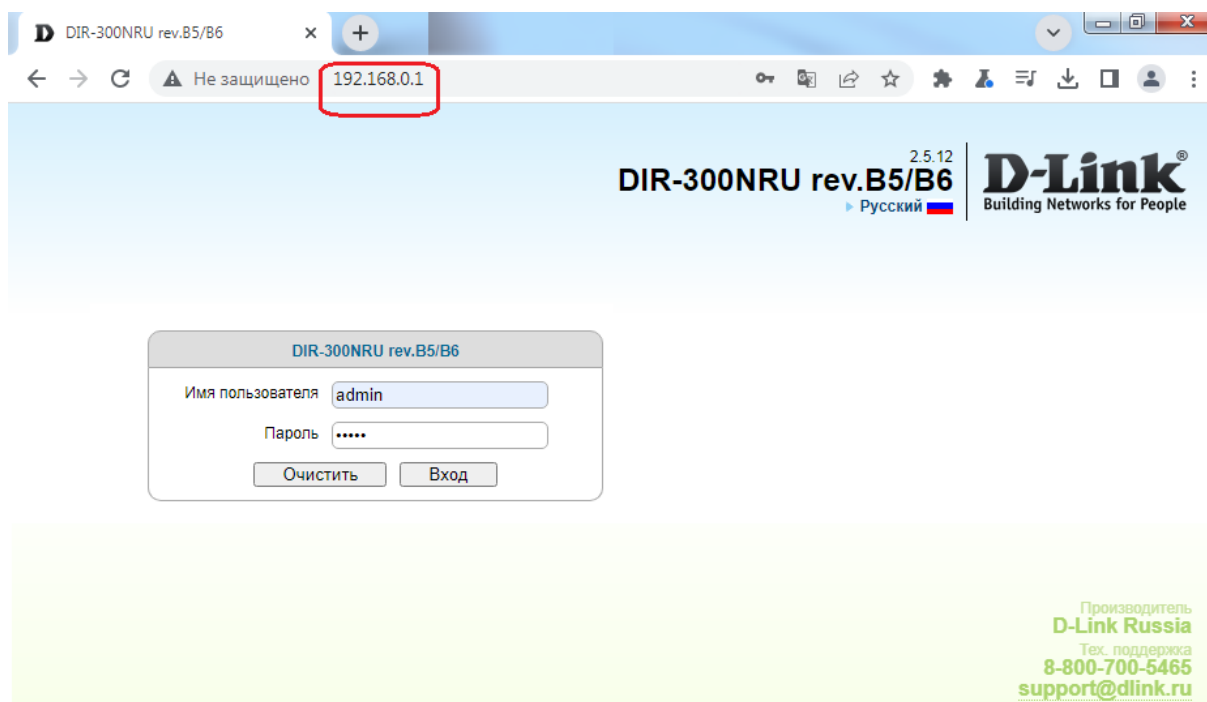 DIR-300NRU rev.B5/B6
Не защищено 192.168.0.1
2.5.12
DIR-300NRU rev.B5/B6
Русский
D-Link®
Building Networks for People
DIR-300NRU rev.B5/B6
Имя пользователя admin
Пароль •••••
Очистить Вход
Производитель
D-Link Russia
Тех. поддержка
8-800-700-5465
support@dlink.ru